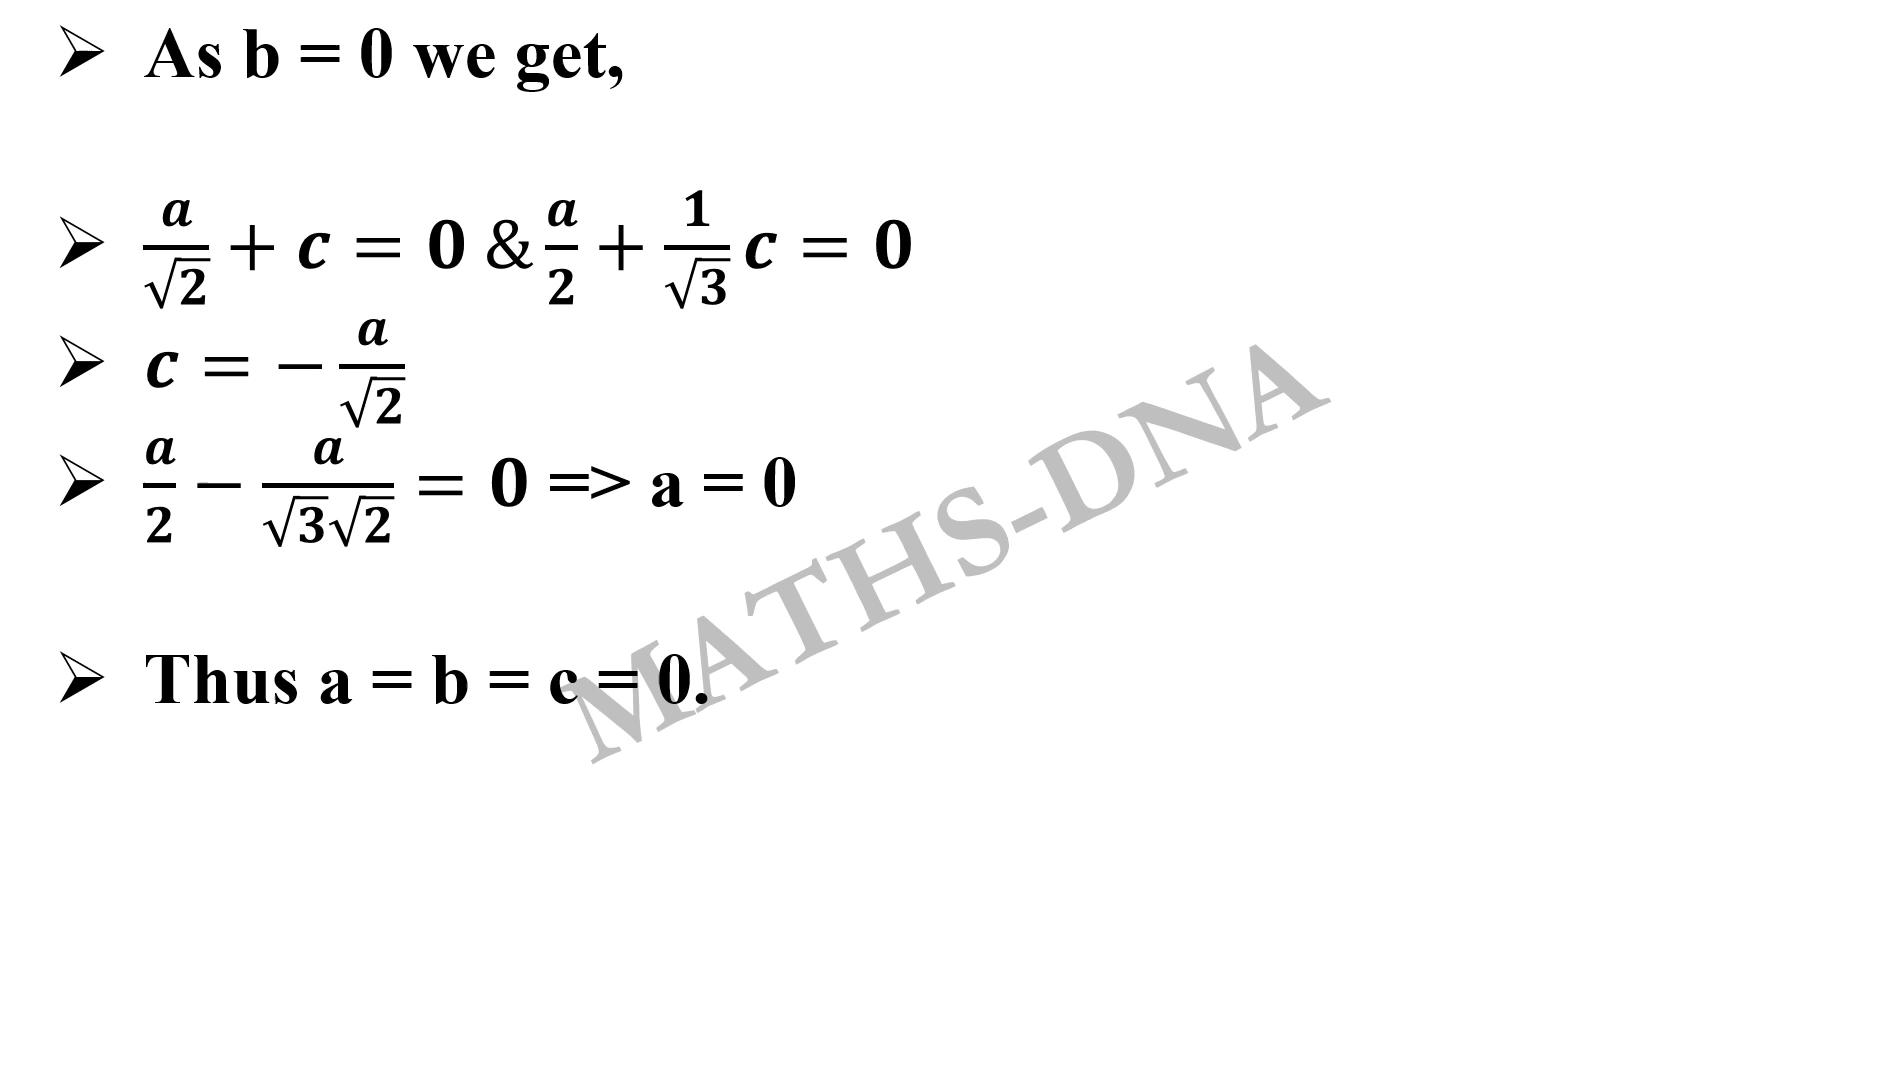 ➢ As b = 0 we get,
➢ a/√2 + c = 0 & a/2 + 1/√3 c = 0
➢ c = − a/√2
➢ a/2 − a/√3√2 = 0 => a = 0
➢ Thus a = b = c = 0.
MATHS-DNA